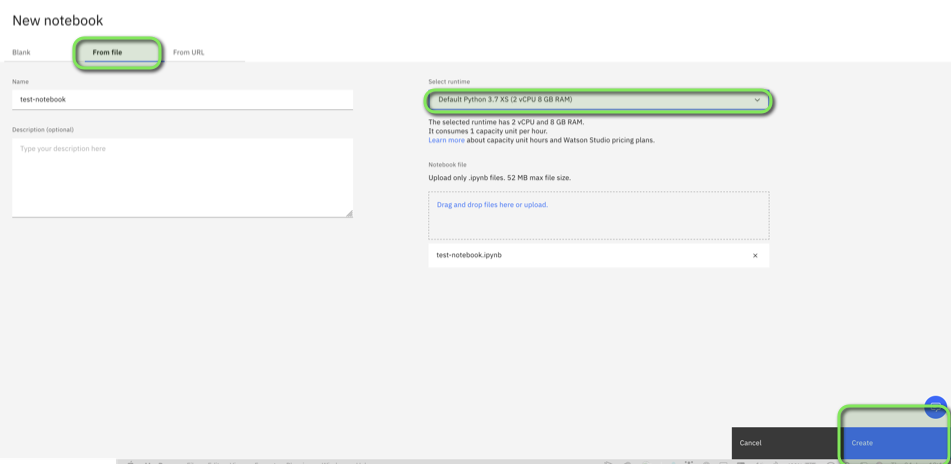 New notebook
Blank
From file
From URL
Name
test-notebook
Description (optional)
Type your description here
Select runtime
Default Python 3.7 XS (2 vCPU 8 GB RAM)
The selected runtime has 2 vCPU and 8 GB RAM.
It consumes 1 capacity unit per hour.
Learn more about capacity unit hours and Watson Studio pricing plans.
Notebook file
Upload only .ipynb files. 52 MB max file size.
Drag and drop files here or upload.
test-notebook.ipynb
Cancel
Create